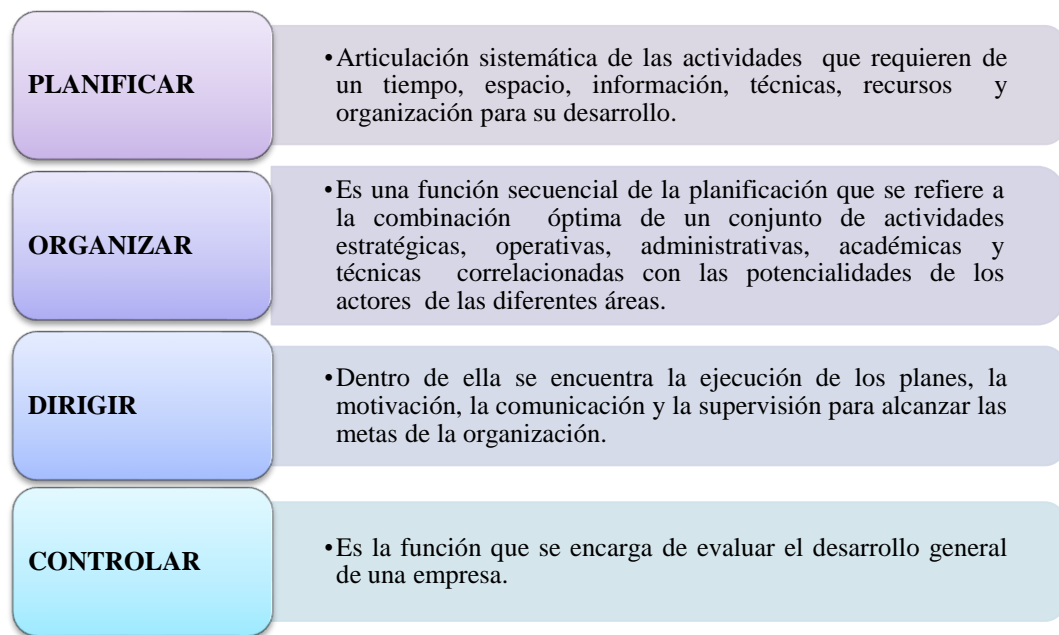 PLANIFICAR
•Articulación sistemática de las actividades que requieren de
un tiempo, espacio, información, técnicas, recursos y
organización para su desarrollo.
ORGANIZAR
•Es una función secuencial de la planificación que se refiere a
la combinación óptima de un conjunto de actividades
estratégicas, operativas, administrativas, académicas y
técnicas correlacionadas con las potencialidades de los
actores de las diferentes áreas.
DIRIGIR
•Dentro de ella se encuentra la ejecución de los planes, la
motivación, la comunicación y la supervisión para alcanzar las
metas de la organización.
CONTROLAR
•Es la función que se encarga de evaluar el desarrollo general
de una empresa.